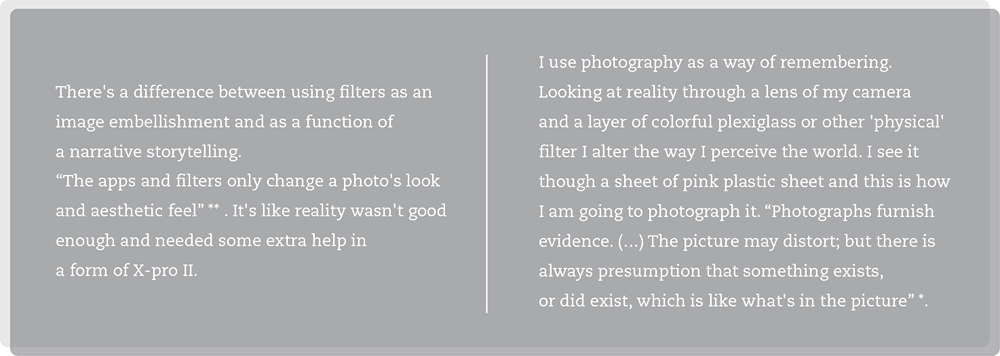 There's a difference between using filters as an
image embellishment and as a function of
a narrative storytelling.
“The apps and filters only change a photo's look
and aesthetic feel” ** . It's like reality wasn't good
enough and needed some extra help in
a form of X-pro II.
I use photography as a way of remembering.
Looking at reality through a lens of my camera
and a layer of colorful plexiglass or other 'physical'
filter I alter the way I perceive the world. I see it
though a sheet of pink plastic sheet and this is how
I am going to photograph it. “Photographs furnish
evidence. (...) The picture may distort; but there is
always presumption that something exists,
or did exist, which is like what's in the picture” *.